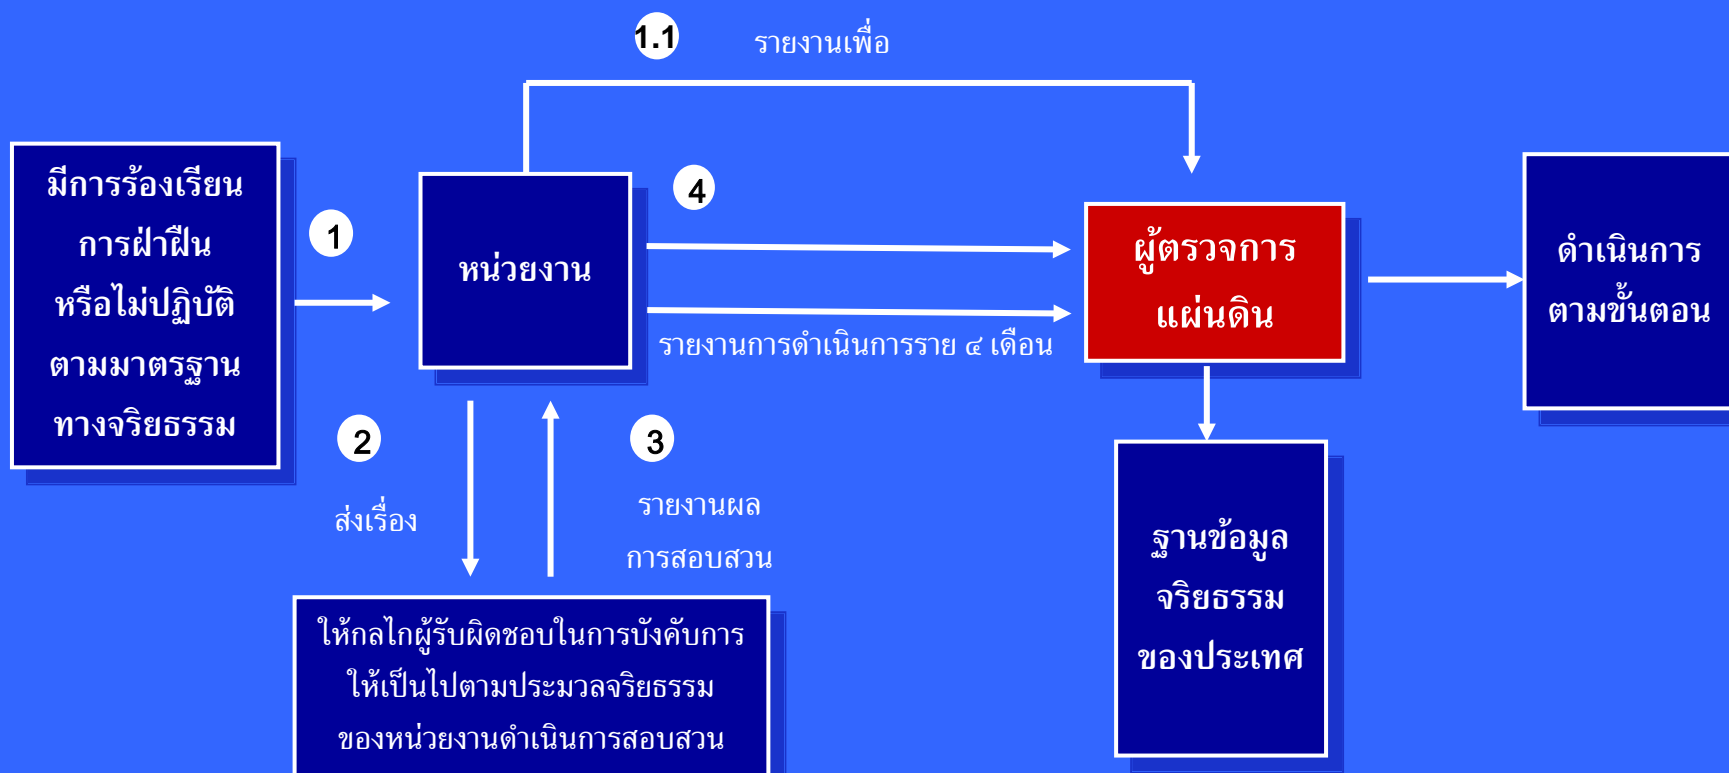 1.1
รายงานเพื่อ
มีการร้องเรียน
การฝ่าฝืน
หรือไม่ปฏิบัติ
ตามมาตรฐาน
ทางจริยธรรม
1
หน่วยงาน
4
รายงานการดำเนินการราย ๔ เดือน
ผู้ตรวจการ
แผ่นดิน
ดำเนินการ
ตามขั้นตอน
2
ส่งเรื่อง
3
รายงานผล
การสอบสวน
ให้กลไกผู้รับผิดชอบในการบังคับการ
ให้เป็นไปตามประมวลจริยธรรม
ของหน่วยงานดำเนินการสอบสวน
ฐานข้อมูล
จริยธรรม
ของประเทศ